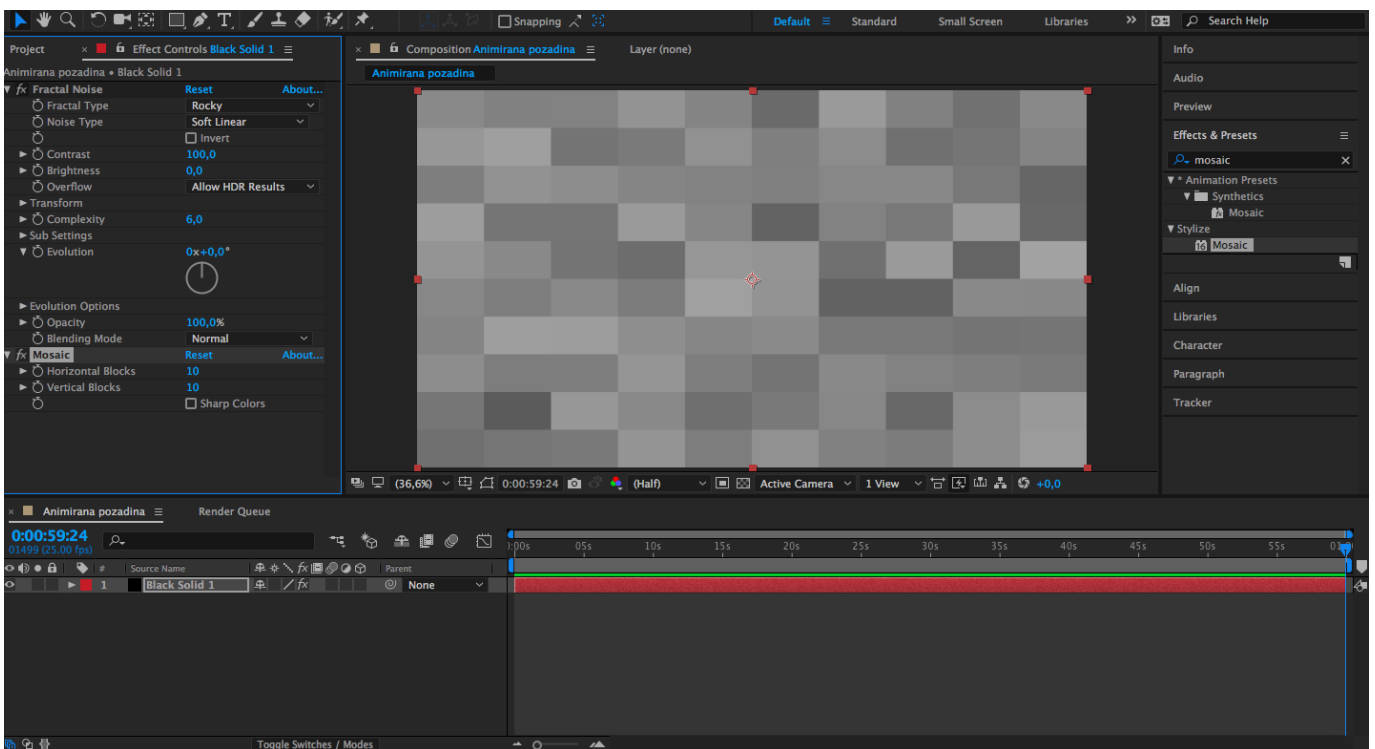 Snapping
Default
Standard
Small Screen
Libraries
Search Help
Project
Effect Controls Black Solid 1
Animirana pozadina • Black Solid 1
fx Fractal Noise Reset About...
Fractal Type Rocky
Noise Type Soft Linear
Invert
Contrast 100,0
Brightness 0,0
Overflow Allow HDR Results
Transform
Complexity 6,0
Sub Settings
Evolution 0x+0,0°
Evolution Options
Opacity 100,0%
Blending Mode Normal
fx Mosaic Reset About...
Horizontal Blocks 10
Vertical Blocks 10
Sharp Colors
Composition Animirana pozadina
Layer (none)
Animirana pozadina
(36,6%) 0:00:59:24 (Half) Active Camera 1 View +0,0
Info
Audio
Preview
Effects & Presets
mosaic
* Animation Presets
Synthetics
Mosaic
Stylize
Mosaic
Align
Libraries
Character
Paragraph
Tracker
Animirana pozadina
Render Queue
0:00:59:24
01499 (25.00 fps)
):00s 05s 10s 15s 20s 25s 30s 35s 40s 45s 50s 55s
# Source Name fx Parent
1 Black Solid 1 fx None
Toggle Switches / Modes